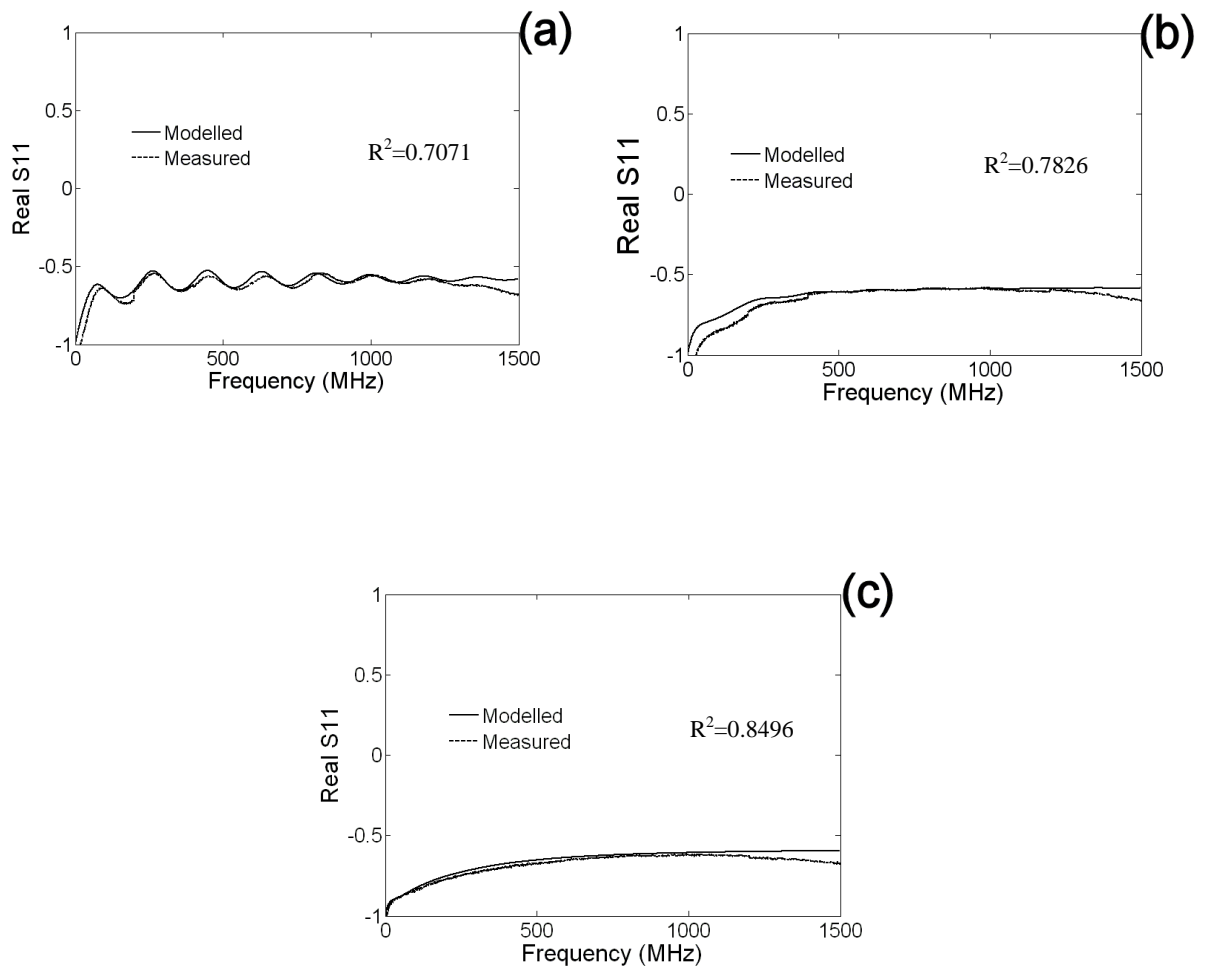 (a)
1
0.5
0
-0.5
-1
Real S11
Modelled
Measured
R²=0.7071
0 500 1000 1500
Frequency (MHz)
(b)
1
0.5
0
-0.5
-1
Real S11
Modelled
Measured
R²=0.7826
0 500 1000 1500
Frequency (MHz)
(c)
1
0.5
0
-0.5
-1
Real S11
Modelled
Measured
R²=0.8496
0 500 1000 1500
Frequency (MHz)